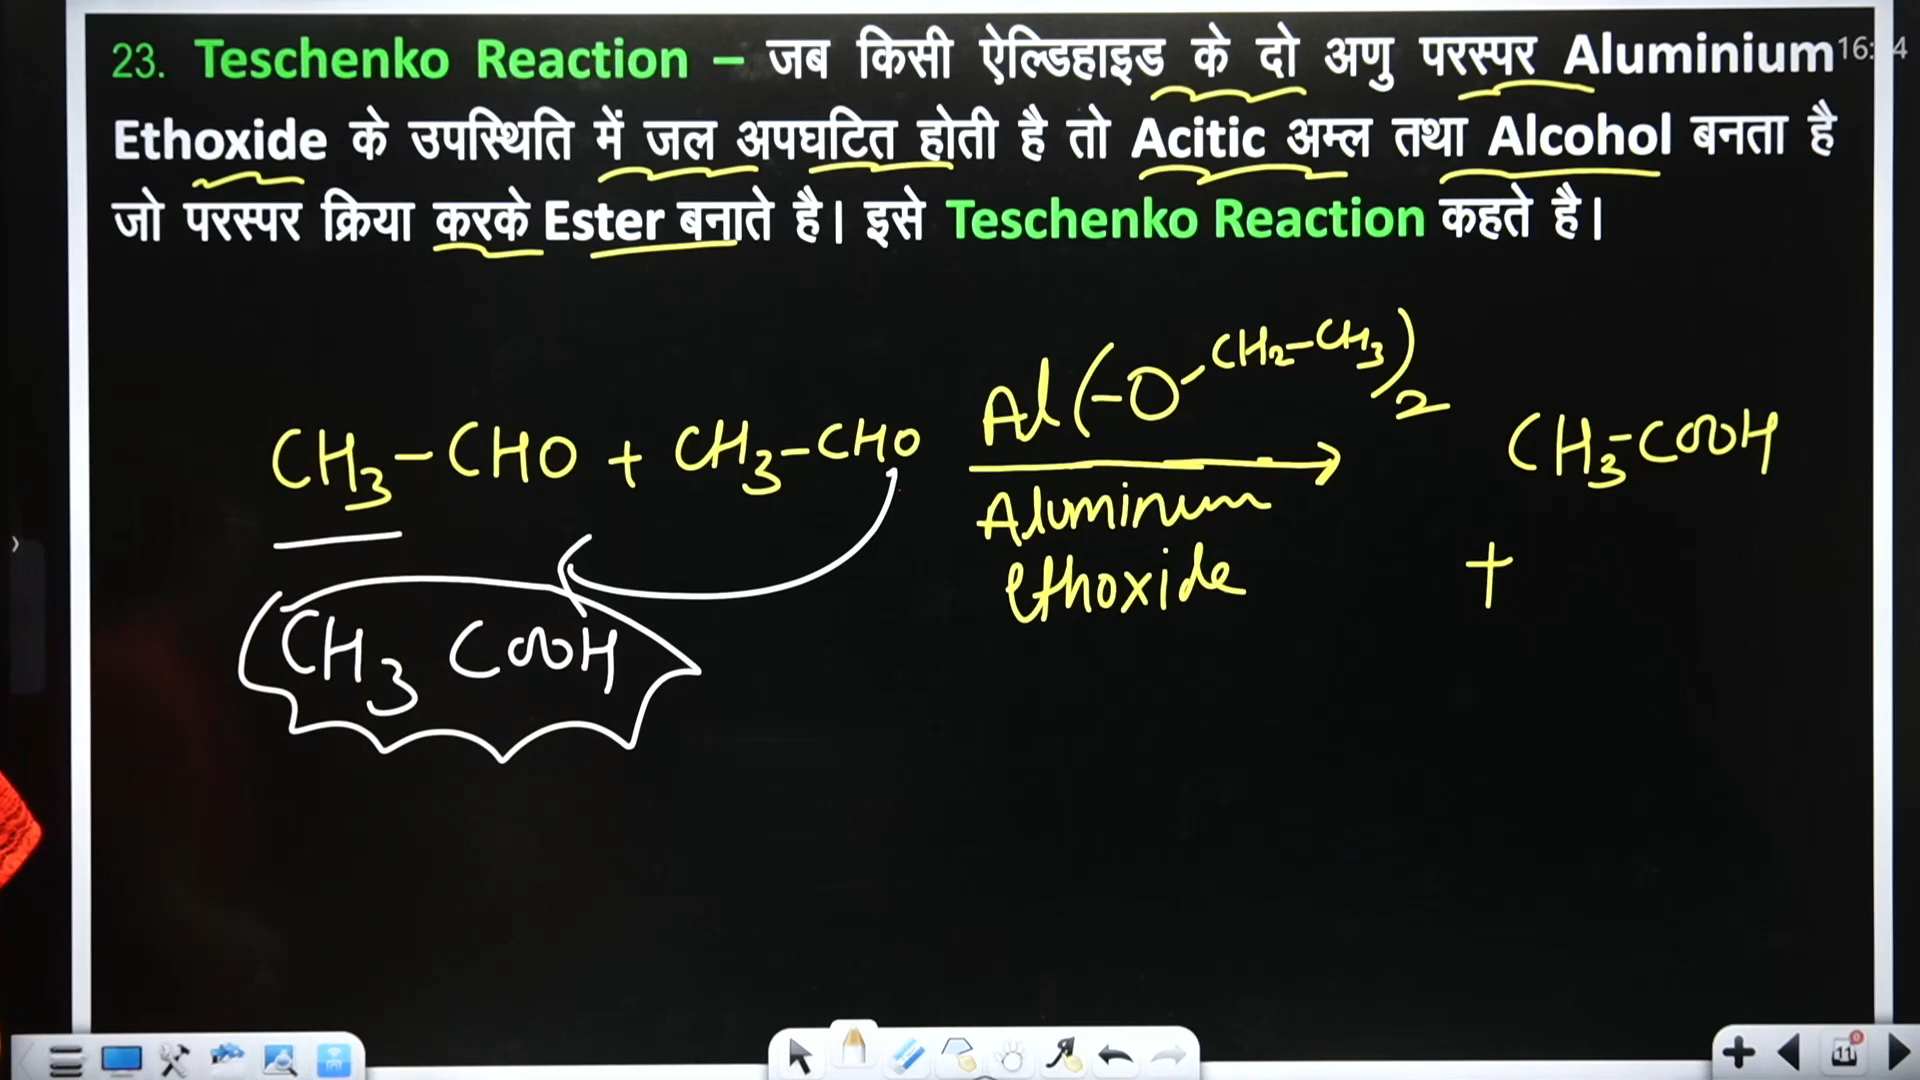 23. Teschenko Reaction – जब किसी ऐल्डिहाइड के दो अणु परस्पर Aluminium
Ethoxide के उपस्थिति में जल अपघटित होती है तो Acitic अम्ल तथा Alcohol बनता है
जो परस्पर क्रिया करके Ester बनाते है। इसे Teschenko Reaction कहते है।
Al(-O-CH2-CH3)2
CH3-CHO + CH3-CHO
CH3-COOH
Aluminum
ethoxide
+
CH3 COOH
11